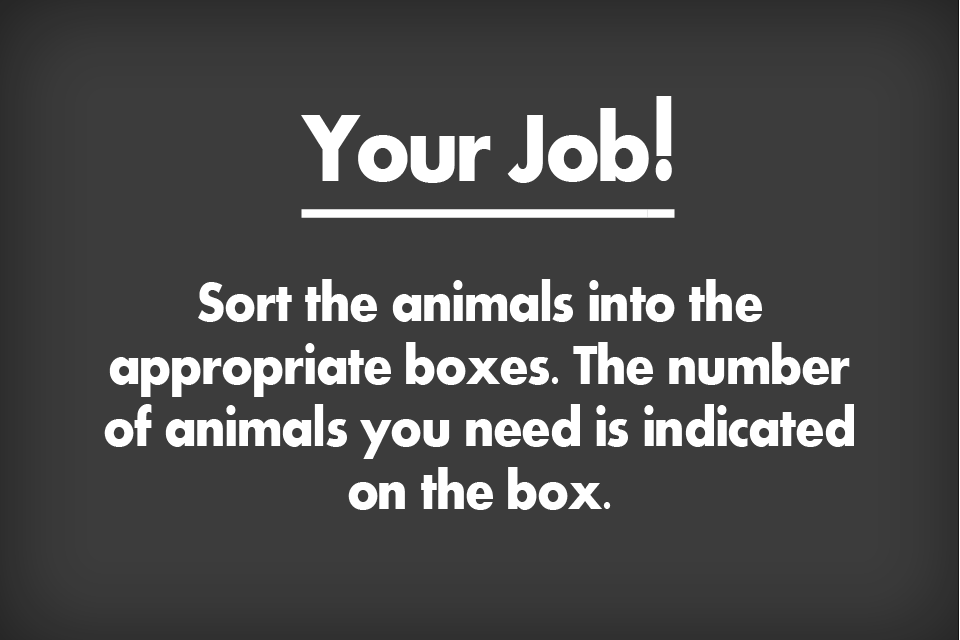 Your Job!
Sort the animals into the
appropriate boxes. The number
of animals you need is indicated
on the box.